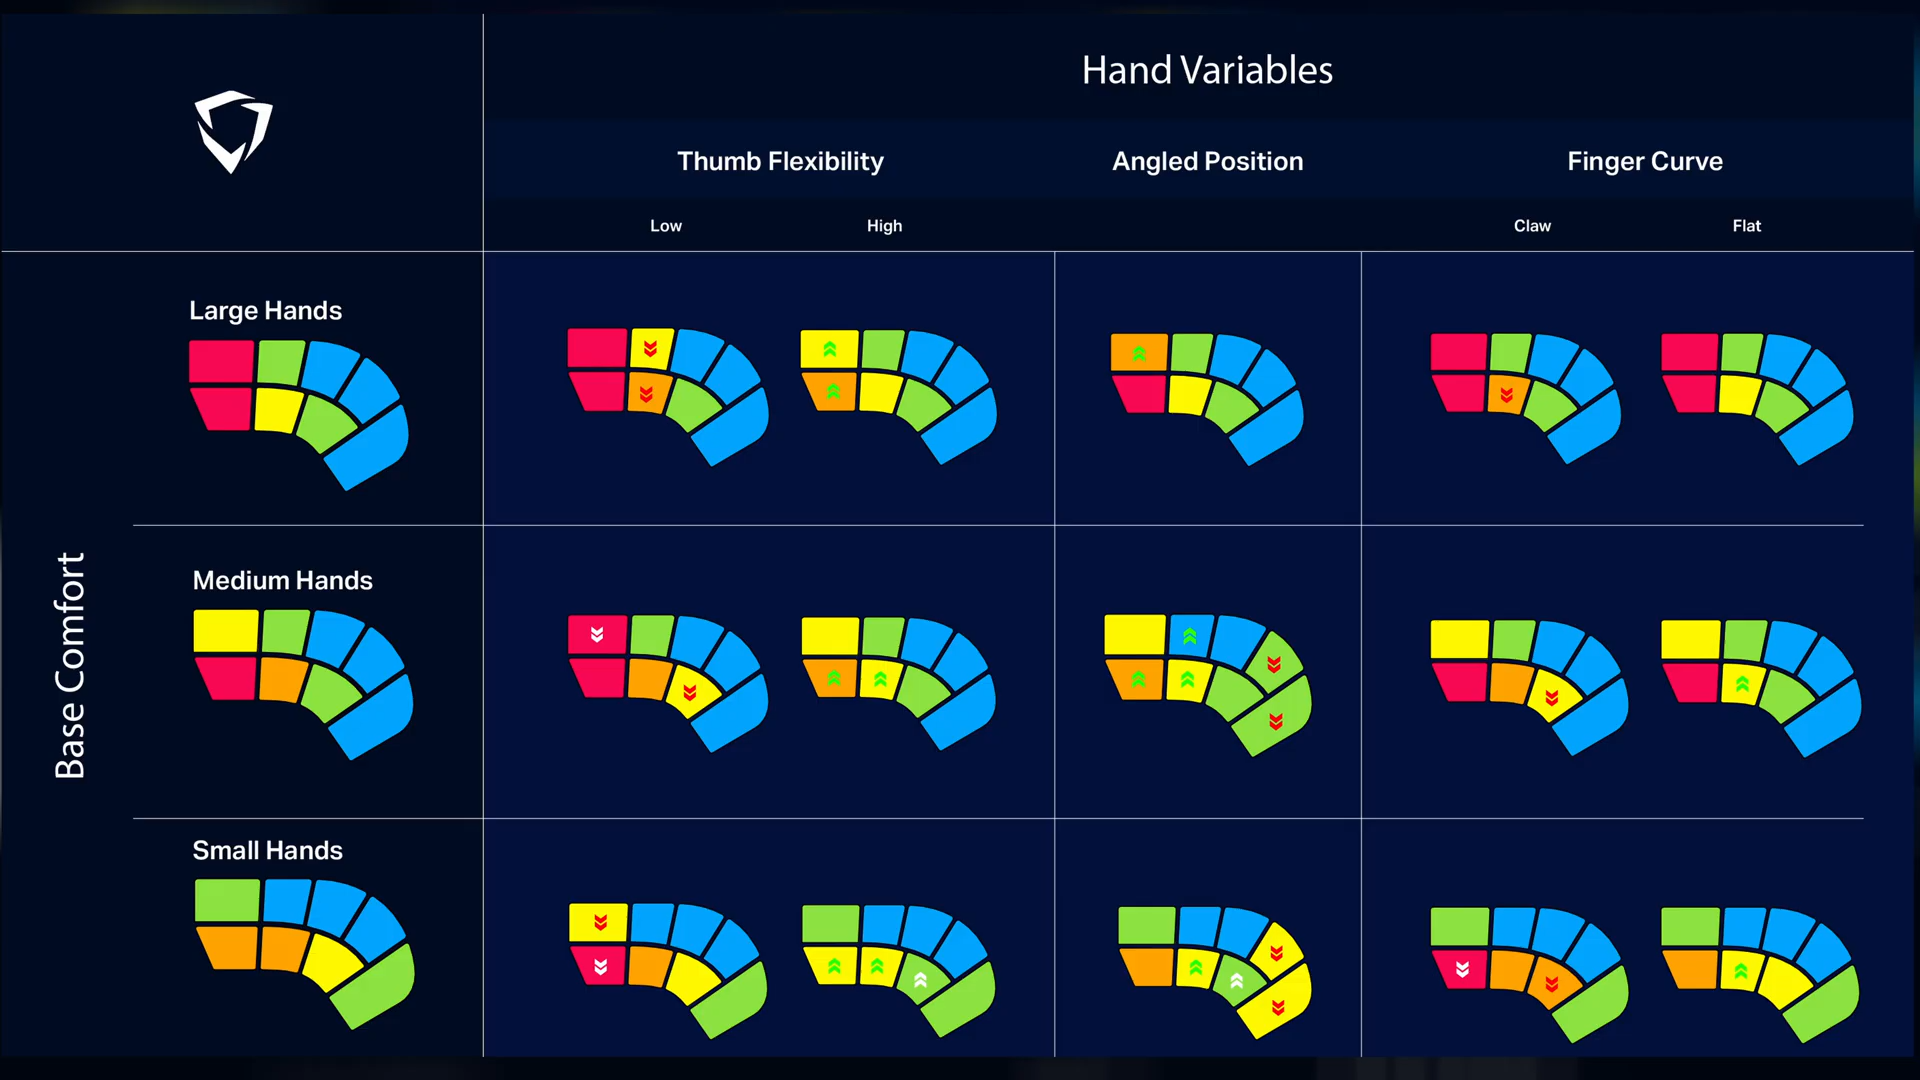 Hand Variables
Thumb Flexibility
Angled Position
Finger Curve
Low
High
Claw
Flat
Base Comfort
Large Hands
Medium Hands
Small Hands